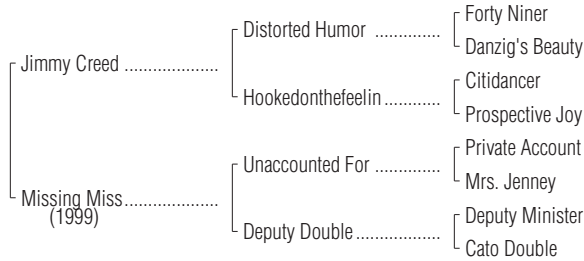 Forty Niner
Distorted Humor ..............
Danzig's Beauty
Jimmy Creed ....................
Citidancer
Hookedonthefeelin ............
Prospective Joy
Private Account
Unaccounted For ..............
Mrs. Jenney
Missing Miss....................
(1999)
Deputy Minister
Deputy Double ..................
Cato Double